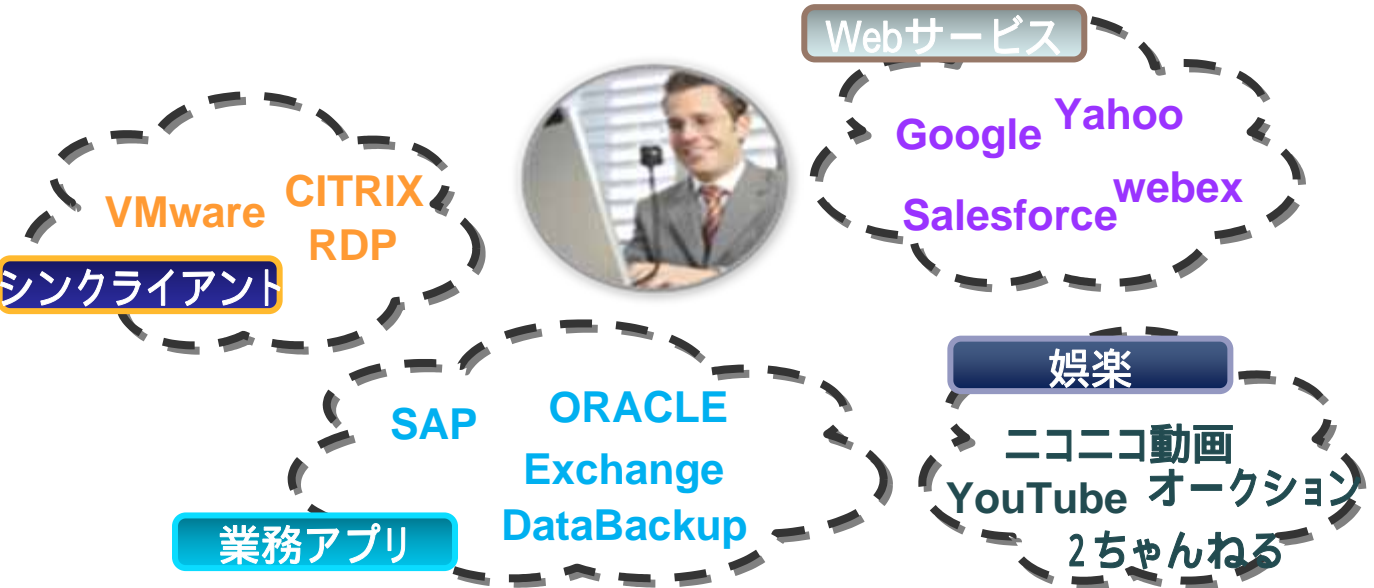 Webサービス
Google
Yahoo
Salesforce
webex
VMware
CITRIX
RDP
シンクライアント
SAP
ORACLE
Exchange
DataBackup
業務アプリ
娯楽
ニコニコ動画
YouTube
オークション
2ちゃんねる